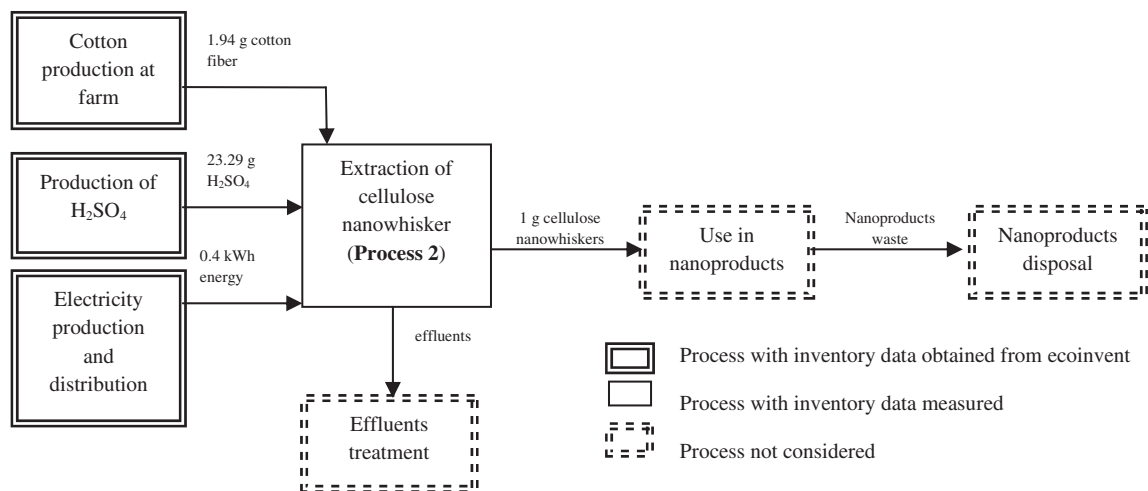 Cotton
production at
farm
1.94 g cotton
fiber
Production of
H₂SO₄
23.29 g
H₂SO₄
Electricity
production
and
distribution
0.4 kWh
energy
Extraction of
cellulose
nanowhisker
(Process 2)
1 g cellulose
nanowhiskers
Use in
nanoproducts
Nanoproducts
waste
Nanoproducts
disposal
effluents
Effluents
treatment
Process with inventory data obtained from ecoinvent
Process with inventory data measured
Process not considered